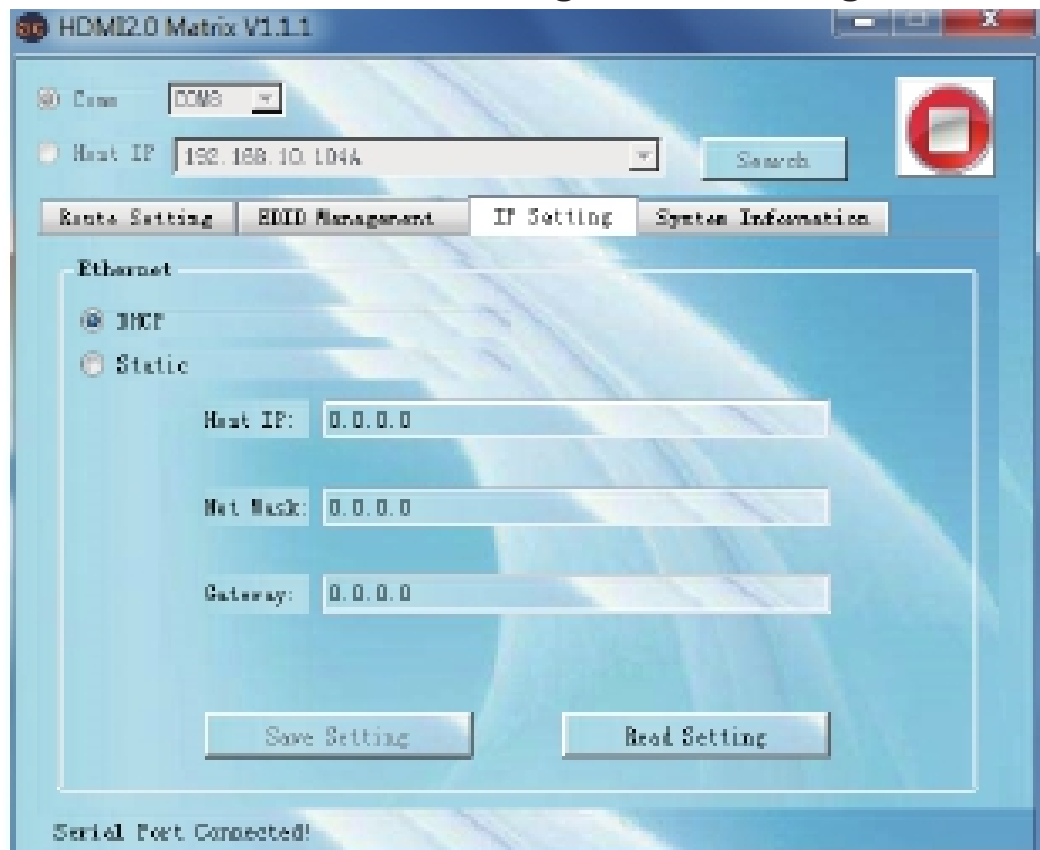 HDMI2.0 Matrix V1.1.1
Comm COM8
Host IP 192.168.10.104A Search
Route Setting EDID Management IP Setting System Information
Ethernet
DHCP
Static
Host IP: 0.0.0.0
Net Mask: 0.0.0.0
Gateway: 0.0.0.0
Save Setting Read Setting
Serial Port Connected!